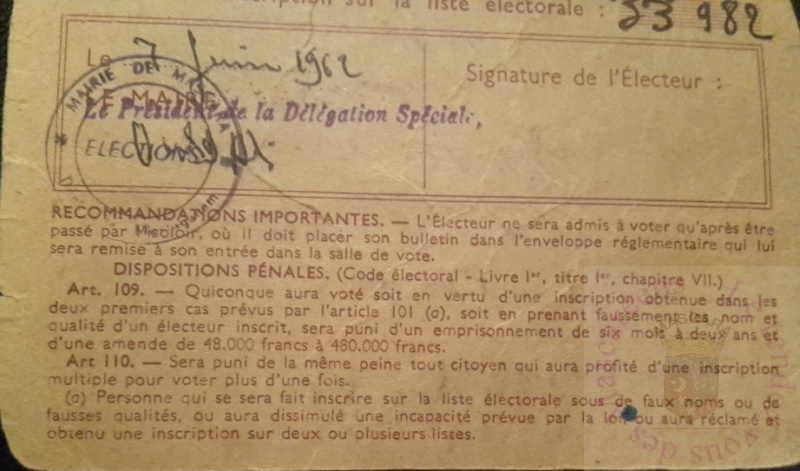 inscription sur la liste électorale : 33 982
Le 7 Juin 1962
Signature de l'Électeur :
MAIRIE DE
LE MAIRE
Le Président de la Délégation Spéciale,
ELECTIONS
RECOMMANDATIONS IMPORTANTES. — L'Électeur ne sera admis à voter qu'après être
passé par l'isoloir, où il doit placer son bulletin dans l'enveloppe réglementaire qui lui
sera remise à son entrée dans la salle de vote.
DISPOSITIONS PÉNALES. (Code électoral - Livre Ier, titre Ier, chapitre VII.)
Art. 109. — Quiconque aura voté soit en vertu d'une inscription obtenue dans les
deux premiers cas prévus par l'article 101 (a), soit en prenant faussement les nom et
qualité d'un électeur inscrit, sera puni d'un emprisonnement de six mois à deux ans et
d'une amende de 48.000 francs à 480.000 francs.
Art 110. — Sera puni de la même peine tout citoyen qui aura profité d'une inscription
multiple pour voter plus d'une fois.
(a) Personne qui se sera fait inscrire sur la liste électorale sous de faux noms ou de
fausses qualités, ou aura dissimulé une incapacité prévue par la loi ou aura réclamé et
obtenu une inscription sur deux ou plusieurs listes.